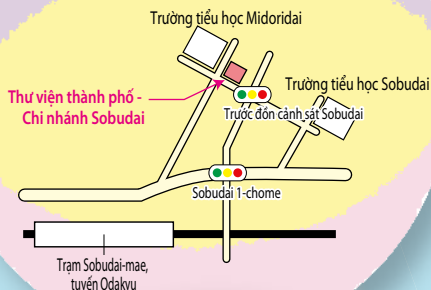 Trường tiểu học Midoridai
Trường tiểu học Sobudai
Thư viện thành phố -
Chi nhánh Sobudai
Trước đồn cảnh sát Sobudai
Sobudai 1-chome
Trạm Sobudai-mae,
tuyến Odakyu